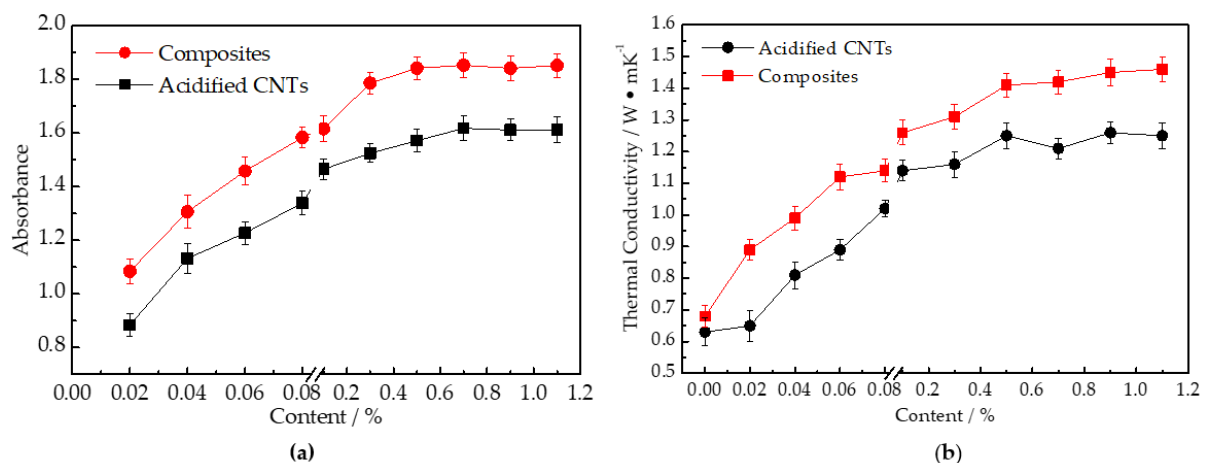 (a)
2.0
1.8
1.6
1.4
1.2
1.0
0.8
Absorbance
Composites
Acidified CNTs
0.00 0.02 0.04 0.06 0.08 0.2 0.4 0.6 0.8 1.0 1.2
Content / %
(a)
(b)
1.6
1.5
1.4
1.3
1.2
1.1
1.0
0.9
0.8
0.7
0.6
0.5
Thermal Conductivity / W • mK⁻¹
Acidified CNTs
Composites
0.00 0.02 0.04 0.06 0.08 0.2 0.4 0.6 0.8 1.0 1.2
Content / %
(b)